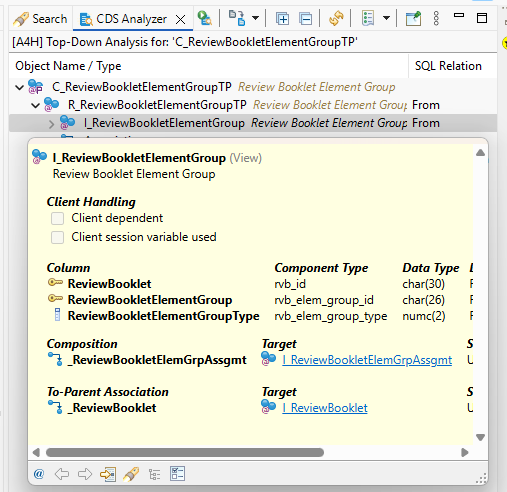 Search CDS Analyzer
[A4H] Top-Down Analysis for: 'C_ReviewBookletElementGroupTP'
Object Name / Type SQL Relation
C_ReviewBookletElementGroupTP Review Booklet Element Group
R_ReviewBookletElementGroupTP Review Booklet Element Group From
I_ReviewBookletElementGroup Review Booklet Element Group From
I_ReviewBookletElementGroup (View)
Review Booklet Element Group
Client Handling
Client dependent
Client session variable used
Column Component Type Data Type
ReviewBooklet rvb_id char(30)
ReviewBookletElementGroup rvb_elem_group_id char(26)
ReviewBookletElementGroupType rvb_elem_group_type numc(2)
Composition Target S
_ReviewBookletElemGrpAssgmt I_ReviewBookletElemGrpAssgmt U
To-Parent Association Target S
_ReviewBooklet I_ReviewBooklet U